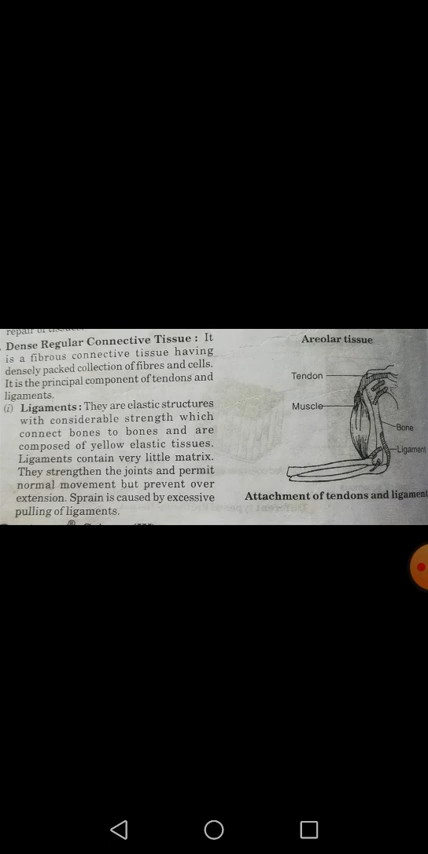 repair of tissues
Dense Regular Connective Tissue : It
is a fibrous connective tissue having
densely packed collection of fibres and cells.
It is the principal component of tendons and
ligaments.
(i) Ligaments : They are elastic structures
with considerable strength which
connect bones to bones and are
composed of yellow elastic tissues.
Ligaments contain very little matrix.
They strengthen the joints and permit
normal movement but prevent over
extension. Sprain is caused by excessive
pulling of ligaments.
Areolar tissue
Tendon
Muscle
Bone
Ligament
Attachment of tendons and ligament